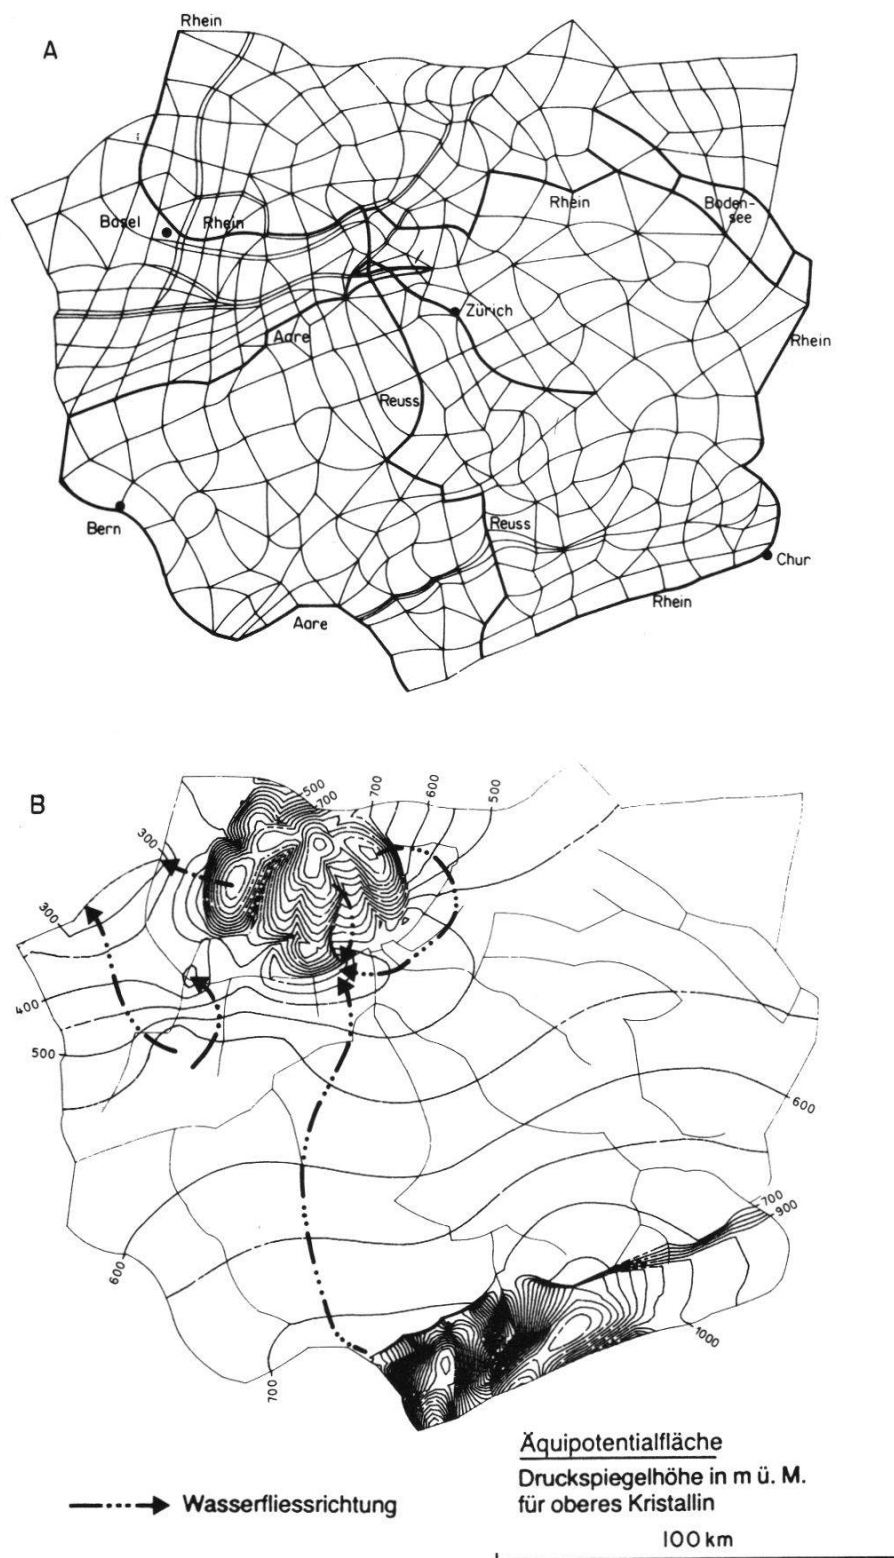 A
Rhein
Basel
Rhein
Rhein
Boden-
see
Zürich
Rhein
Aare
Reuss
Bern
Reuss
Chur
Aare
Rhein
B
500
700
700
600
500
300
300
400
500
600
700
900
600
1000
700
Äquipotentialfläche
Druckspiegelhöhe in m ü. M.
für oberes Kristallin
Wasserfliessrichtung
100 km